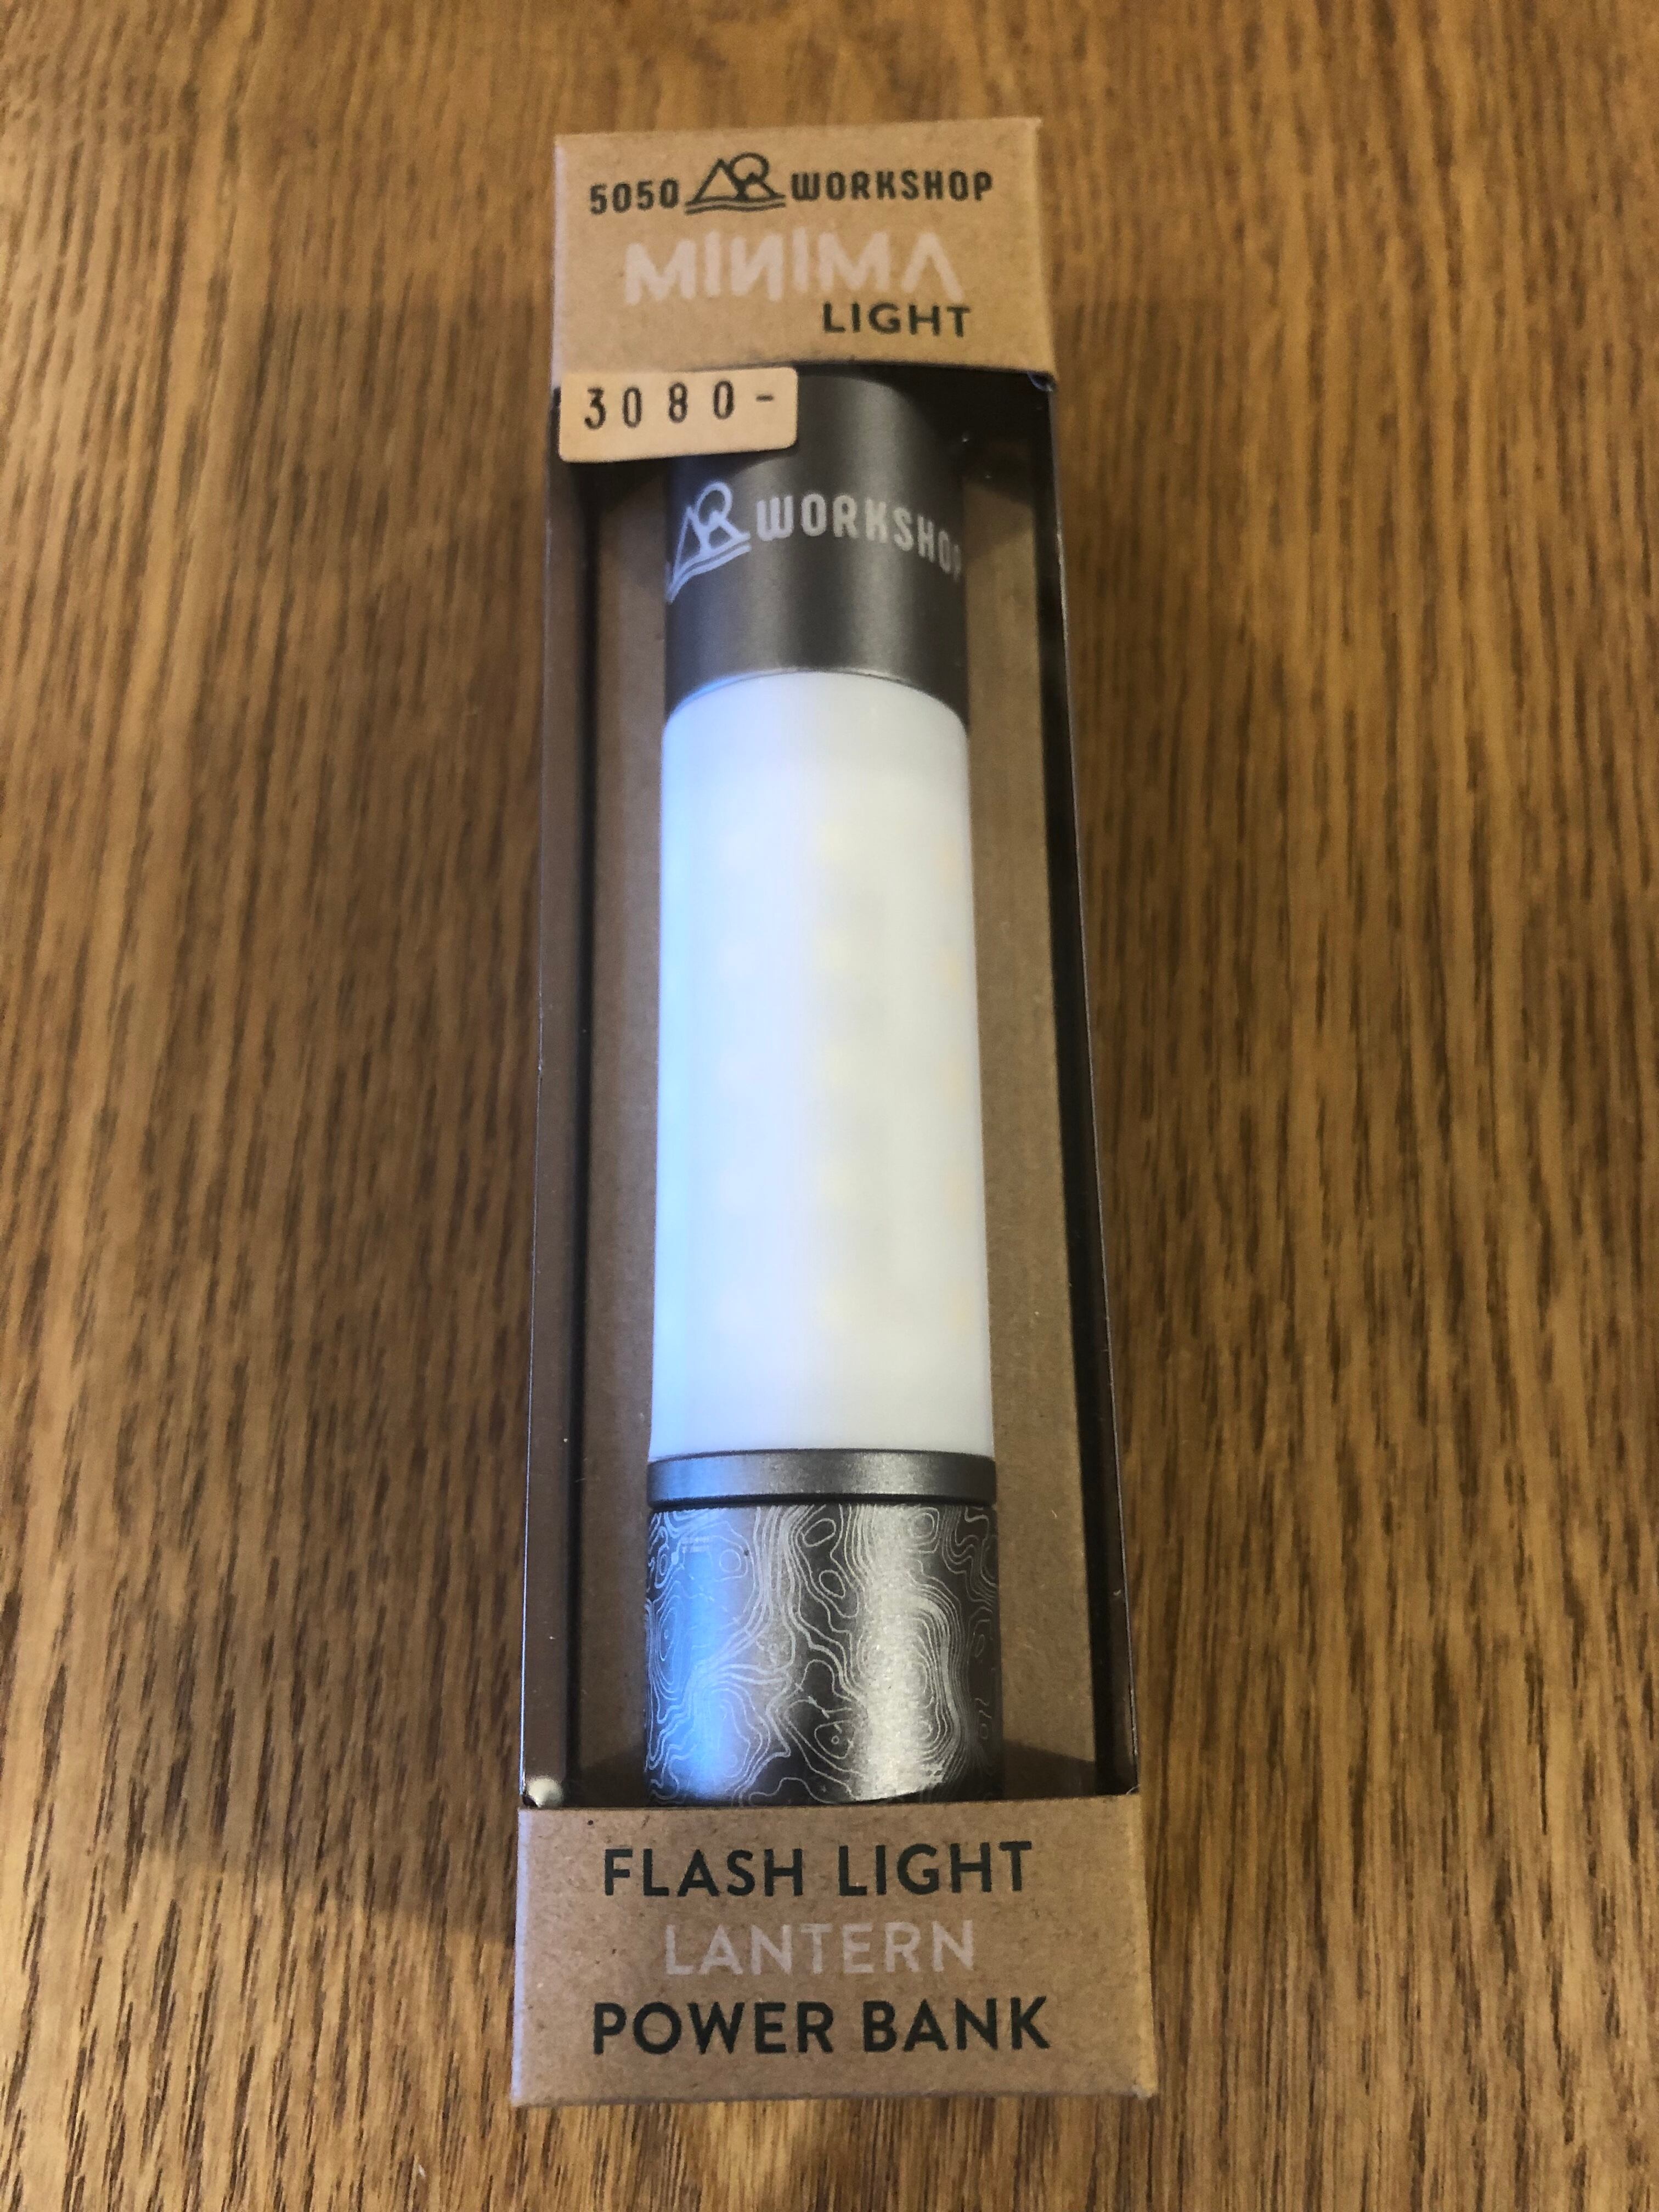 5050 WORKSHOP
MINIMA
LIGHT
3080-
WORKSHOP
FLASH LIGHT
LANTERN
POWER BANK